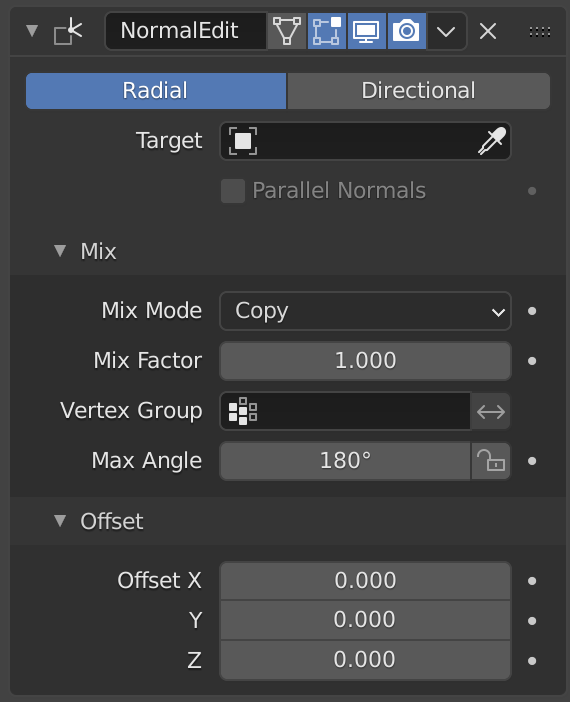 NormalEdit
Radial Directional
Target
Parallel Normals
Mix
Mix Mode Copy
Mix Factor 1.000
Vertex Group
Max Angle 180°
Offset
Offset X 0.000
Y 0.000
Z 0.000